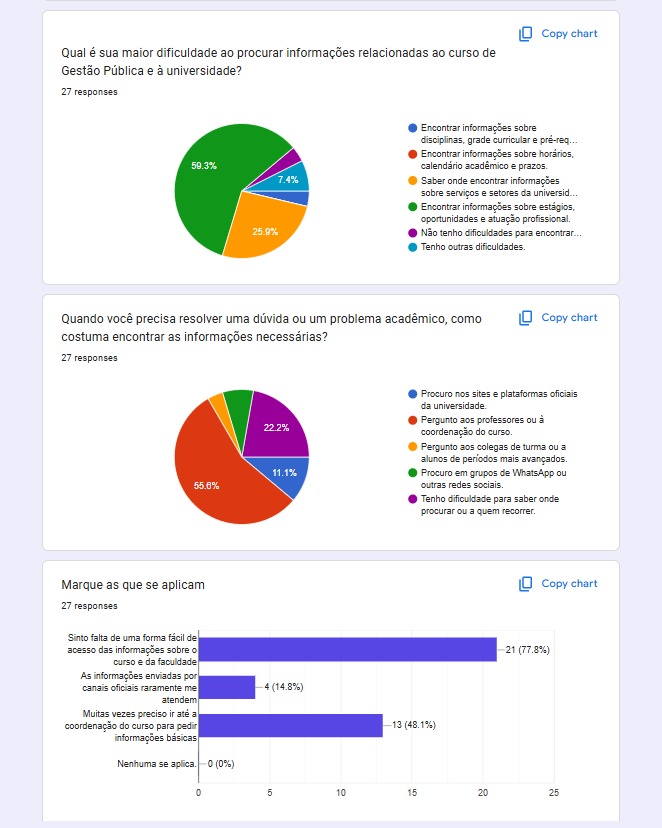 Copy chart
Qual é sua maior dificuldade ao procurar informações relacionadas ao curso de
Gestão Pública e à universidade?
27 responses
59.3%
7.4%
25.9%
Encontrar informações sobre
disciplinas, grade curricular e pré-req...
Encontrar informações sobre horários,
calendário acadêmico e prazos.
Saber onde encontrar informações
sobre serviços e setores da universid...
Encontrar informações sobre estágios,
oportunidades e atuação profissional.
Não tenho dificuldades para encontrar...
Tenho outras dificuldades.
Quando você precisa resolver uma dúvida ou um problema acadêmico, como
costuma encontrar as informações necessárias?
Copy chart
27 responses
22.2%
11.1%
55.6%
Procuro nos sites e plataformas oficiais
da universidade.
Pergunto aos professores ou à
coordenação do curso.
Pergunto aos colegas de turma ou a
alunos de períodos mais avançados.
Procuro em grupos de WhatsApp ou
outras redes sociais.
Tenho dificuldade para saber onde
procurar ou a quem recorrer.
Marque as que se aplicam
Copy chart
27 responses
Sinto falta de uma forma fácil de
acesso das informações sobre o
curso e da faculdade
21 (77.8%)
As informações enviadas por
canais oficiais raramente me
atendem
4 (14.8%)
Muitas vezes preciso ir até a
coordenação do curso para pedir
informações básicas
13 (48.1%)
Nenhuma se aplica.
0 (0%)
0 5 10 15 20 25